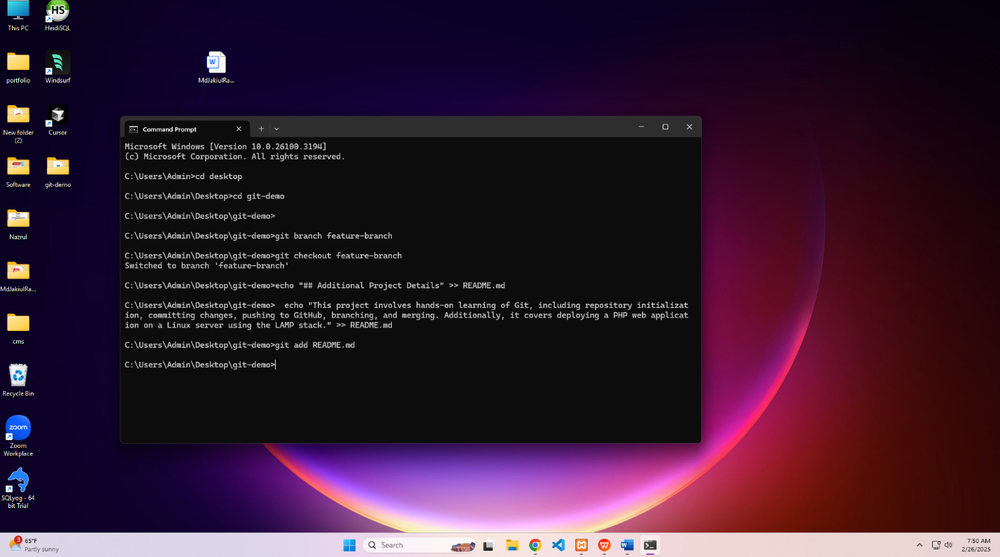 This PC
HS
HeidiSQL
portfolio
Windsurf
W
MdJakiulRa...
New folder
(2)
Cursor
Software
git-demo
Nazrul
MdJakiulRa...
cms
Recycle Bin
zoom
Zoom
Workplace
SQLyog - 64
bit Trial
Command Prompt
Microsoft Windows [Version 10.0.26100.3194]
(c) Microsoft Corporation. All rights reserved.
C:\Users\Admin>cd desktop
C:\Users\Admin\Desktop>cd git-demo
C:\Users\Admin\Desktop\git-demo>
C:\Users\Admin\Desktop\git-demo>git branch feature-branch
C:\Users\Admin\Desktop\git-demo>git checkout feature-branch
Switched to branch 'feature-branch'
C:\Users\Admin\Desktop\git-demo>echo "## Additional Project Details" >> README.md
C:\Users\Admin\Desktop\git-demo>  echo "This project involves hands-on learning of Git, including repository initializat
ion, committing changes, pushing to GitHub, branching, and merging. Additionally, it covers deploying a PHP web applicat
ion on a Linux server using the LAMP stack." >> README.md
C:\Users\Admin\Desktop\git-demo>git add README.md
C:\Users\Admin\Desktop\git-demo>
3
65°F
Partly sunny
Search
W
W
7:50 AM
2/26/2025